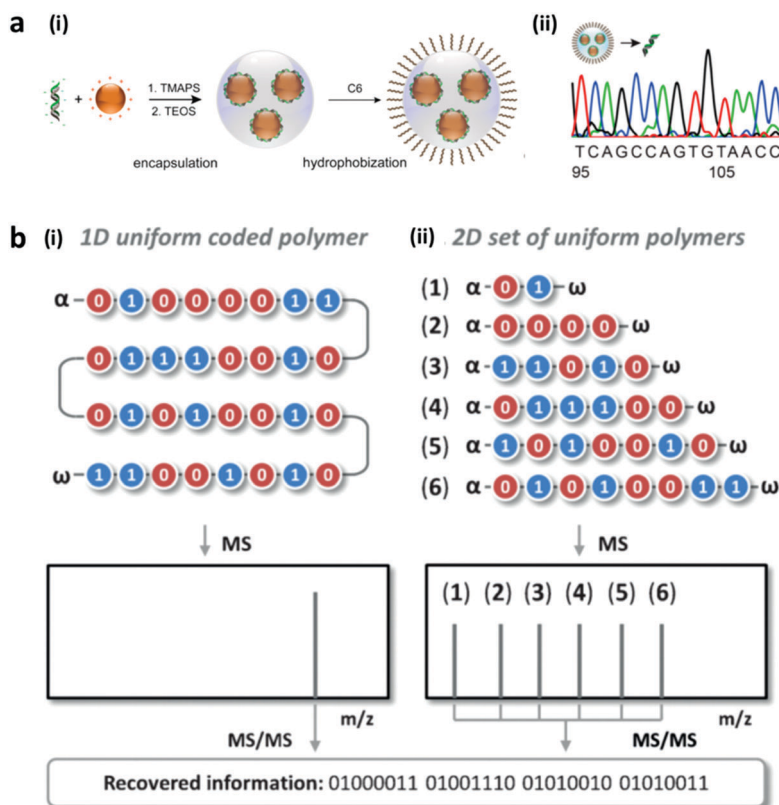 a (i)
+
1. TMAPS
2. TEOS
encapsulation
C6
hydrophobization
(ii)
TCAGCCAGTGTAACC
95 105
b (i) 1D uniform coded polymer
α 0 1 0 0 0 0 1 1
0 1 1 1 0 0 1 0
0 1 0 1 0 0 1 0
ω 1 1 0 0 1 0 1 0
MS
m/z
MS/MS
(ii) 2D set of uniform polymers
(1) α 0 1 ω
(2) α 0 0 0 0 ω
(3) α 1 1 0 1 0 ω
(4) α 0 1 1 1 0 0 ω
(5) α 1 0 1 0 0 1 0 ω
(6) α 0 1 0 1 0 0 1 1 ω
MS
(1) (2) (3) (4) (5) (6)
m/z
MS/MS
Recovered information: 01000011 01001110 01010010 01010011